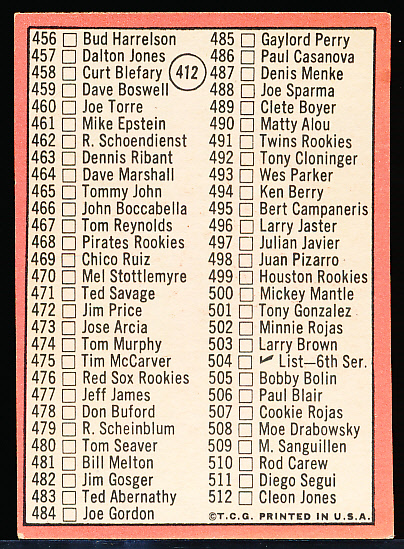 456 Bud Harrelson
457 Dalton Jones
458 Curt Blefary
459 Dave Boswell
460 Joe Torre
461 Mike Epstein
462 R. Schoendienst
463 Dennis Ribant
464 Dave Marshall
465 Tommy John
466 John Boccabella
467 Tom Reynolds
468 Pirates Rookies
469 Chico Ruiz
470 Mel Stottlemyre
471 Ted Savage
472 Jim Price
473 Jose Arcia
474 Tom Murphy
475 Tim McCarver
476 Red Sox Rookies
477 Jeff James
478 Don Buford
479 R. Scheinblum
480 Tom Seaver
481 Bill Melton
482 Jim Gosger
483 Ted Abernathy
484 Joe Gordon
412
485 Gaylord Perry
486 Paul Casanova
487 Denis Menke
488 Joe Sparma
489 Clete Boyer
490 Matty Alou
491 Twins Rookies
492 Tony Cloninger
493 Wes Parker
494 Ken Berry
495 Bert Campaneris
496 Larry Jaster
497 Julian Javier
498 Juan Pizarro
499 Houston Rookies
500 Mickey Mantle
501 Tony Gonzalez
502 Minnie Rojas
503 Larry Brown
504 ✓ List—6th Ser.
505 Bobby Bolin
506 Paul Blair
507 Cookie Rojas
508 Moe Drabowsky
509 M. Sanguillen
510 Rod Carew
511 Diego Segui
512 Cleon Jones
©T.C.G. PRINTED IN U.S.A.